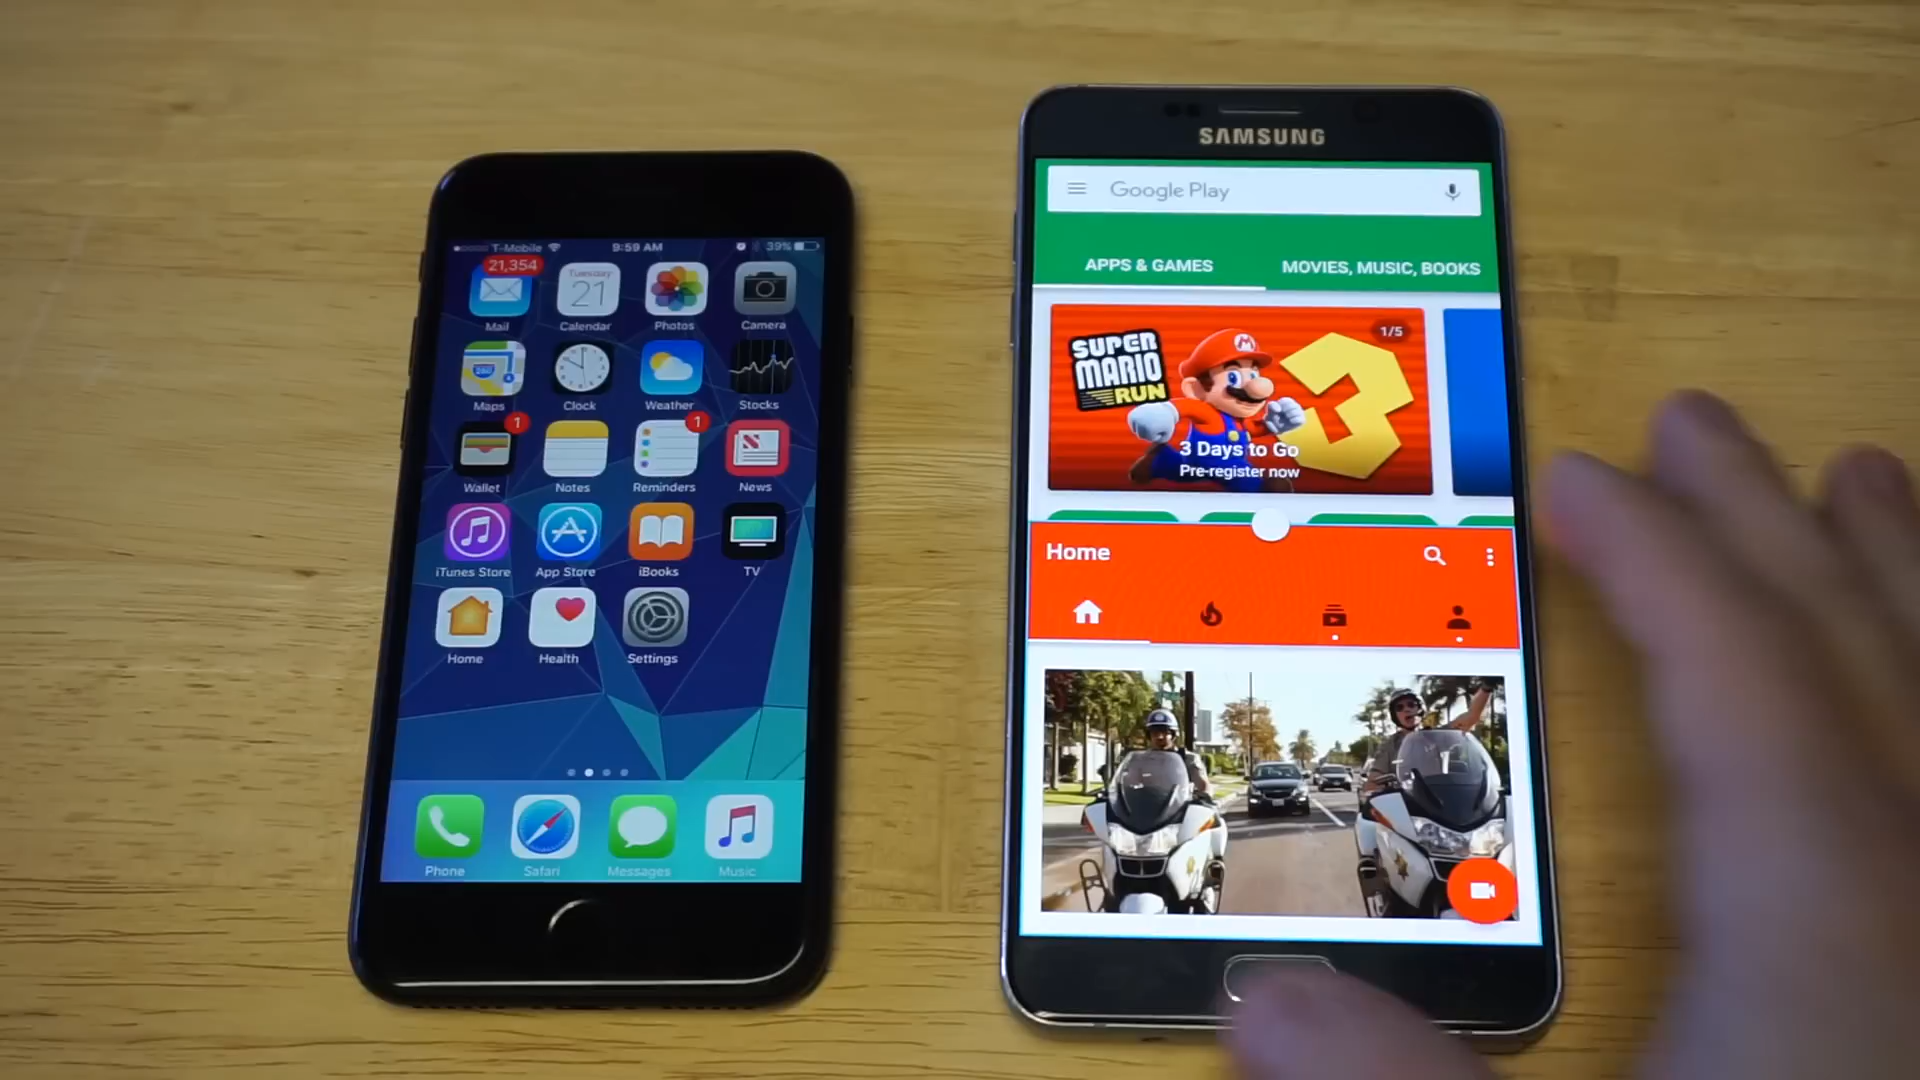 T-Mobile 9:59 AM 39%
21,354
Tuesday
21
Mail Calendar Photos Camera
280
Maps Clock Weather Stocks
1 1
Wallet Notes Reminders News
iTunes Store App Store iBooks TV
Home Health Settings
Phone Safari Messages Music
SAMSUNG
Google Play
APPS & GAMES MOVIES, MUSIC, BOOKS
1/5
SUPER
MARIO
RUN
3 Days to Go
Pre-register now
Home